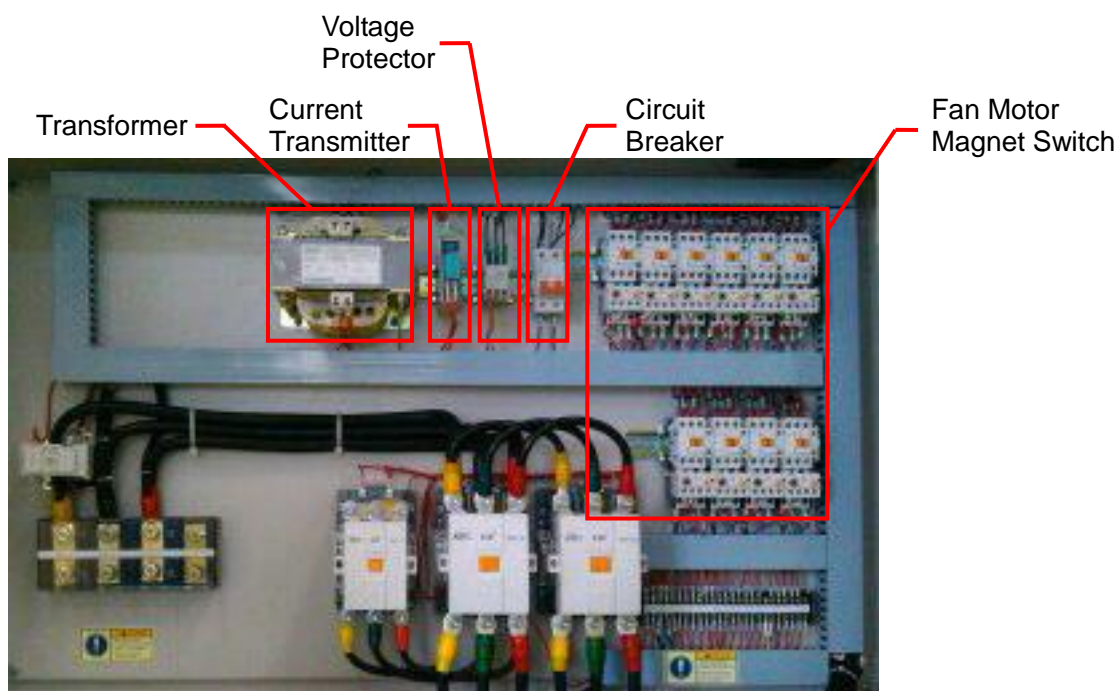 Voltage
Protector
Transformer
Current
Transmitter
Circuit
Breaker
Fan Motor
Magnet Switch